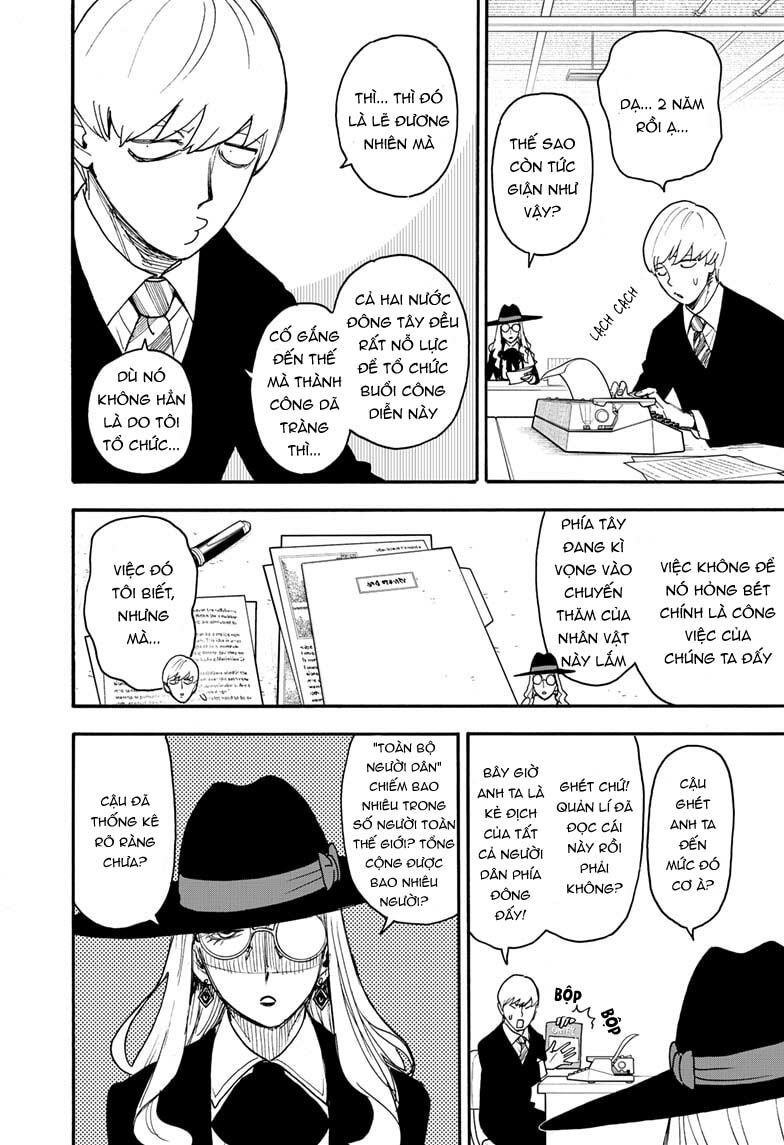 DẠ... 2 NĂM
RỒI Ạ...
THẾ SAO
CÒN TỨC
GIẬN NHƯ
VẬY?
LẠCH CẠCH
THÌ... THÌ ĐÓ
LÀ LẼ ĐƯƠNG
NHIÊN MÀ
CẢ HAI NƯỚC
ĐÔNG TÂY ĐỀU
RẤT NỖ LỰC
ĐỂ TỔ CHỨC
BUỔI CÔNG
DIỄN NÀY
CỐ GẮNG
ĐẾN THẾ
MÀ THÀNH
CÔNG DÃ
TRÀNG
THÌ...
DÙ NÓ
KHÔNG HẲN
LÀ DO TÔI
TỔ CHỨC...
VIỆC KHÔNG ĐỂ
NÓ HỎNG BÉT
CHÍNH LÀ CÔNG
VIỆC CỦA
CHÚNG TA ĐẤY
PHÍA TÂY
ĐANG KÌ
VỌNG VÀO
CHUYẾN
THĂM CỦA
NHÂN VẬT
NÀY LẮM
VIỆC ĐÓ
TÔI BIẾT,
NHƯNG
MÀ...
CẬU
GHÉT
ANH TA
ĐẾN
MỨC ĐÓ
CƠ À?
GHÉT CHỨ!
QUẢN LÍ ĐÃ
ĐỌC CÁI
NÀY RỒI
PHẢI
KHÔNG?
BÂY GIỜ
ANH TA LÀ
KẺ ĐỊCH
CỦA TẤT
CẢ NGƯỜI
DÂN PHÍA
ĐÔNG
ĐẤY!
BỘP
BỘP
"TOÀN BỘ
NGƯỜI DÂN"
CHIẾM BAO
NHIÊU TRONG
SỐ NGƯỜI TOÀN
THẾ GIỚI? TỔNG
CỘNG ĐƯỢC
BAO NHIÊU
NGƯỜI?
CẬU ĐÃ
THỐNG KÊ
RÕ RÀNG
CHƯA?